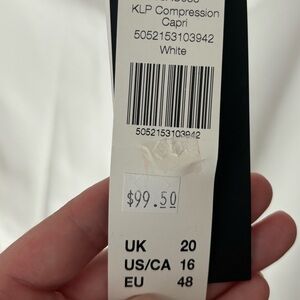 KLP Compression
Capri
5052153103942
White
5052153103942
$99.50
UK 20
US/CA 16
EU 48